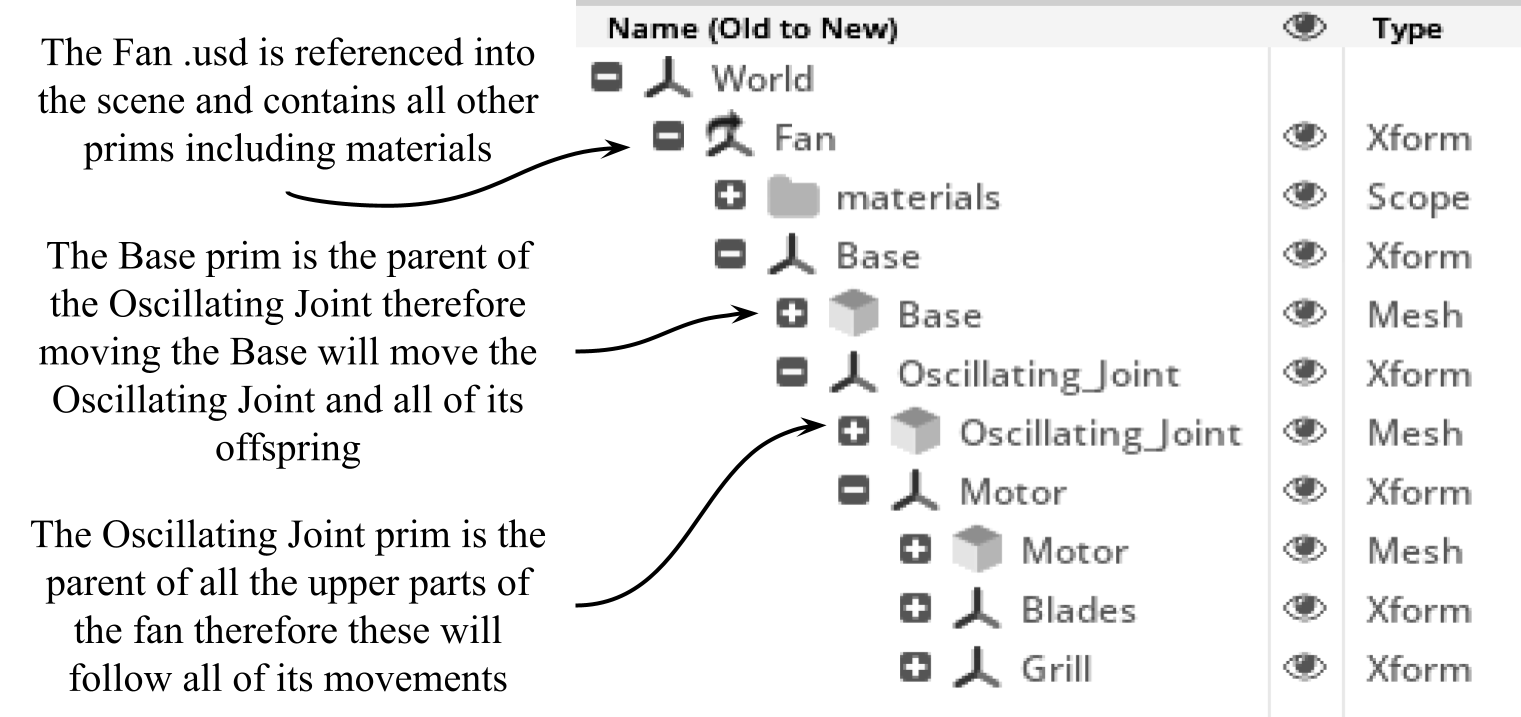 The Fan .usd is referenced into
the scene and contains all other
prims including materials
The Base prim is the parent of
the Oscillating Joint therefore
moving the Base will move the
Oscillating Joint and all of its
offspring
The Oscillating Joint prim is the
parent of all the upper parts of
the fan therefore these will
follow all of its movements
Name (Old to New) Type
World
Fan Xform
materials Scope
Base Xform
Base Mesh
Oscillating_Joint Xform
Oscillating_Joint Mesh
Motor Xform
Motor Mesh
Blades Xform
Grill Xform